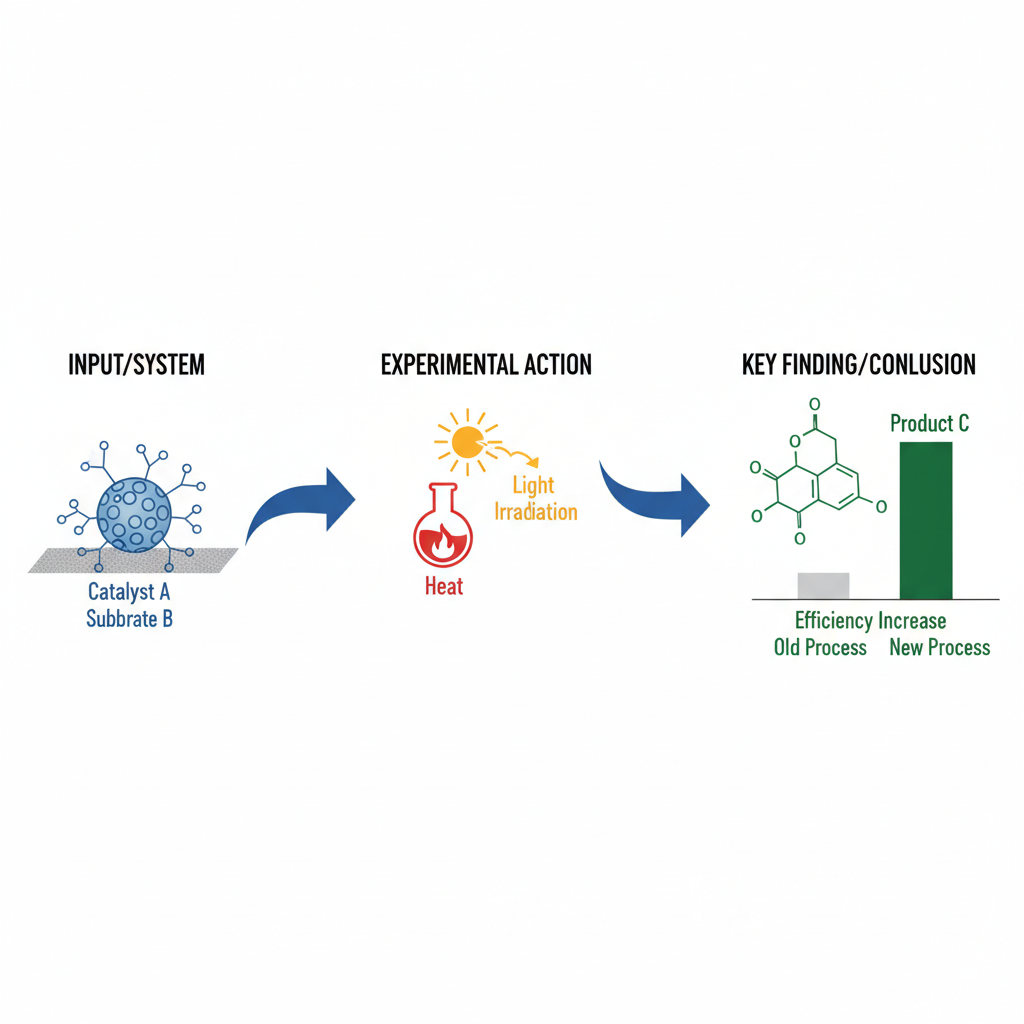 INPUT/SYSTEM
Catalyst A
Subbrate B
EXPERIMENTAL ACTION
Light
Irradiation
Heat
KEY FINDING/CONLUSION
O
O
O
O
O
O
Product C
Efficiency Increase
Old Process New Process